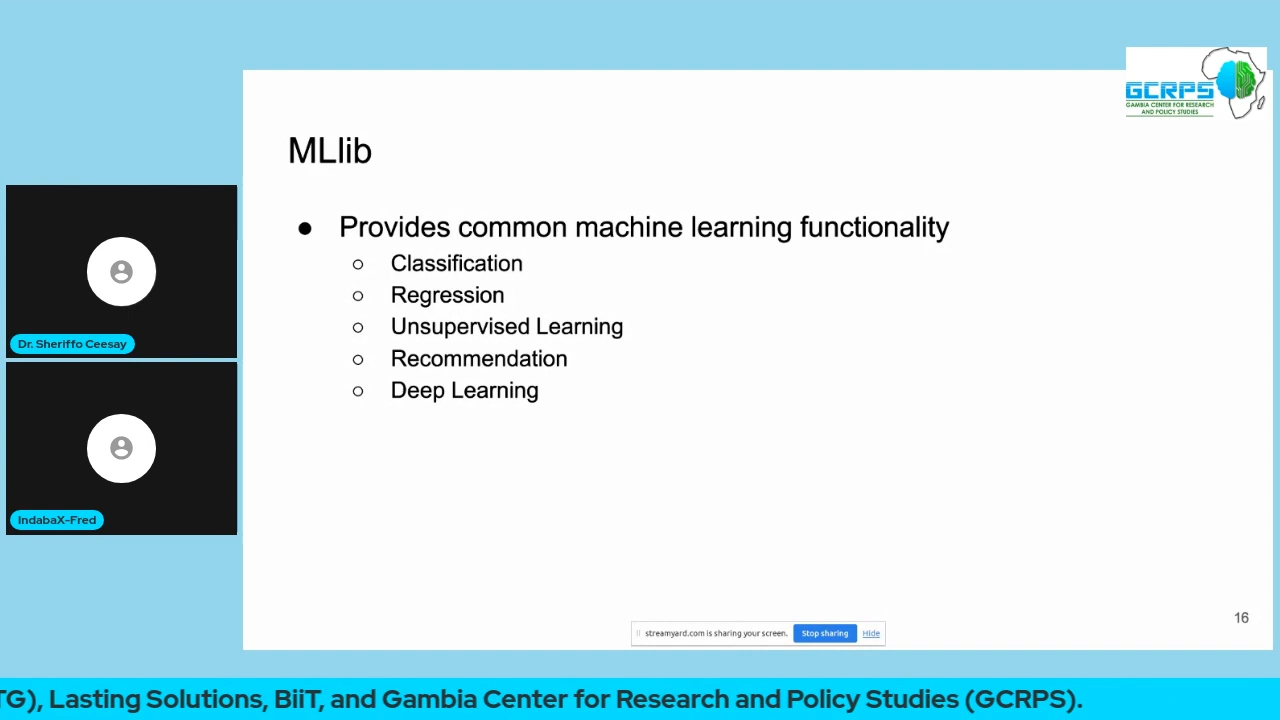 GCRPS
GAMBIA CENTER FOR RESEARCH
AND POLICY STUDIES
MLlib
● Provides common machine learning functionality
○ Classification
○ Regression
○ Unsupervised Learning
○ Recommendation
○ Deep Learning
Dr. Sheriffo Ceesay
IndabaX-Fred
16
streamyard.com is sharing your screen. Stop sharing Hide
TG), Lasting Solutions, BiiT, and Gambia Center for Research and Policy Studies (GCRPS).